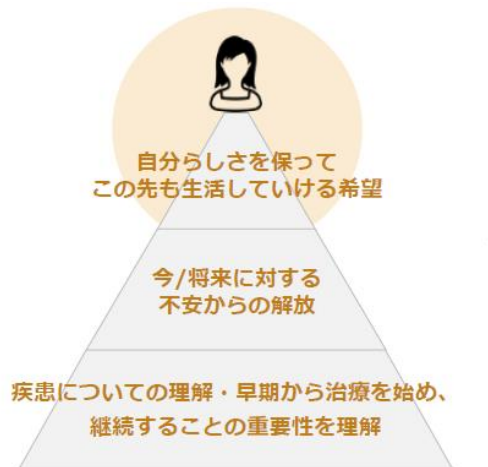 自分らしさを保って
この先も生活していける希望
今/将来に対する
不安からの解放
疾患についての理解・早期から治療を始め、
継続することの重要性を理解